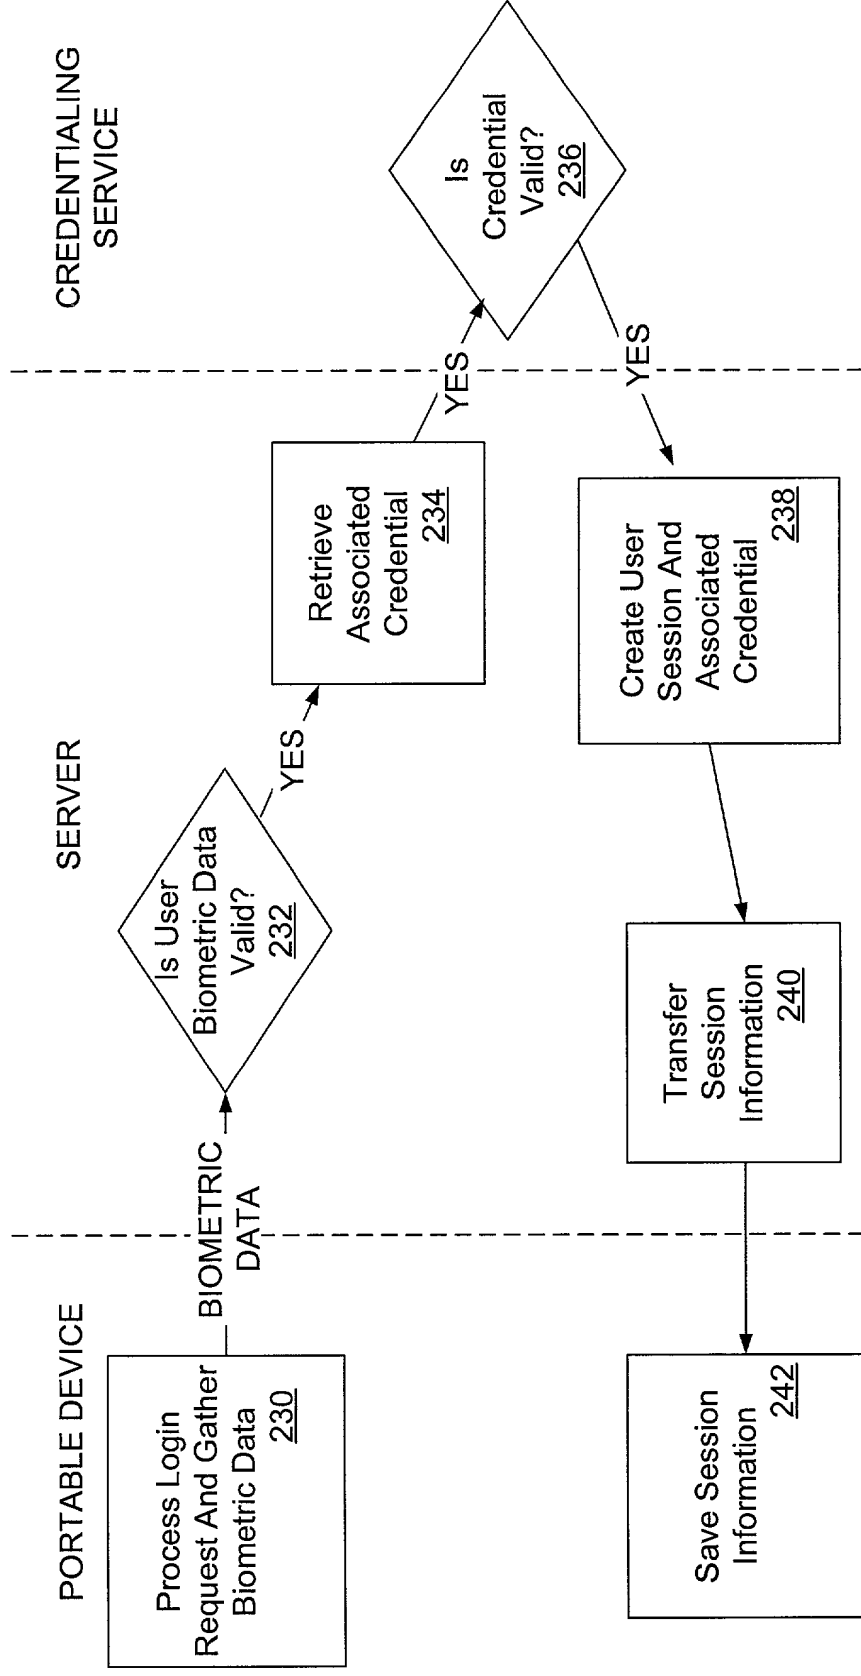 PORTABLE DEVICE
SERVER
CREDENTIALING
SERVICE
Process Login
Request And Gather
Biometric Data
230
BIOMETRIC
DATA
Is User
Biometric Data
Valid?
232
YES
Retrieve
Associated
Credential
234
YES
Is
Credential
Valid?
236
YES
Create User
Session And
Associated
Credential
238
Transfer
Session
Information
240
Save Session
Information
242